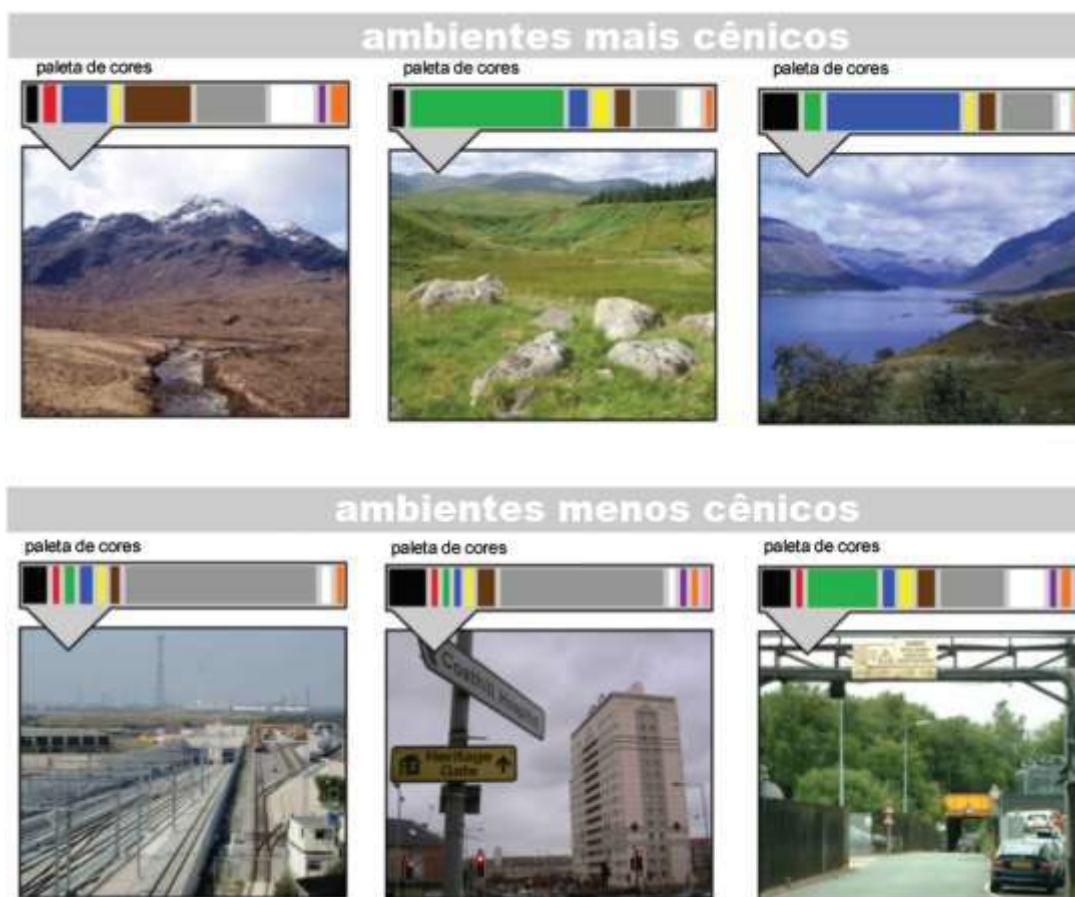 ambientes mais cênicos
paleta de cores
paleta de cores
paleta de cores
ambientes menos cênicos
paleta de cores
paleta de cores
paleta de cores
Heritage
Gate